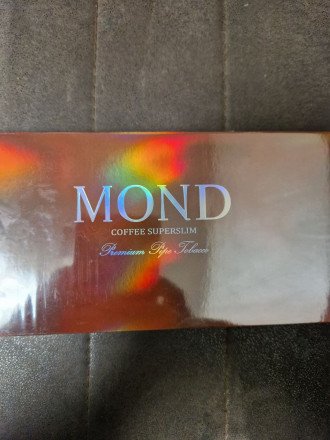 MOND
COFFEE SUPERSLIM
Premium Pipe Tobacco